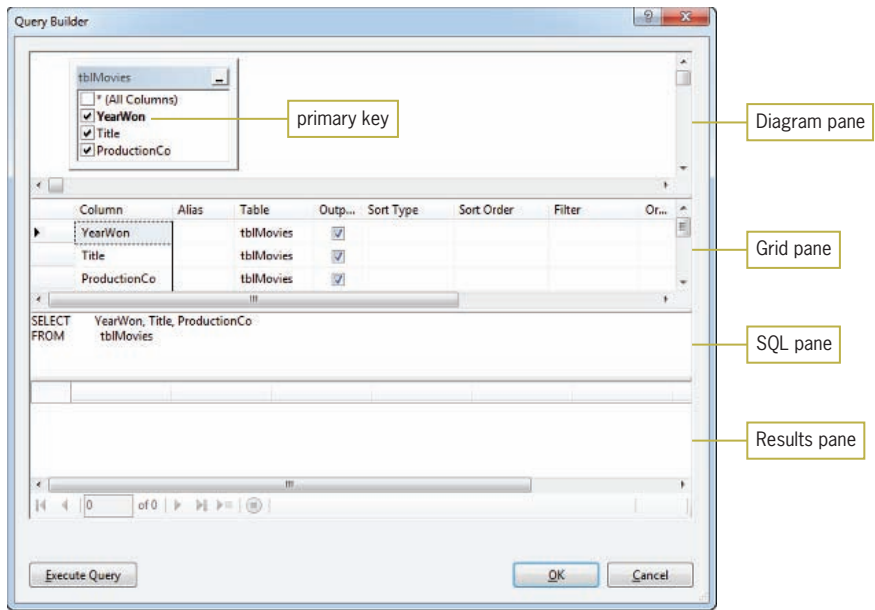 Query Builder
tblMovies
* (All Columns)
YearWon
Title
ProductionCo
primary key
Diagram pane
Column Alias Table Outp... Sort Type Sort Order Filter Or...
YearWon tblMovies
Title tblMovies
ProductionCo tblMovies
Grid pane
SELECT YearWon, Title, ProductionCo
FROM tblMovies
SQL pane
Results pane
0 of 0
Execute Query OK Cancel